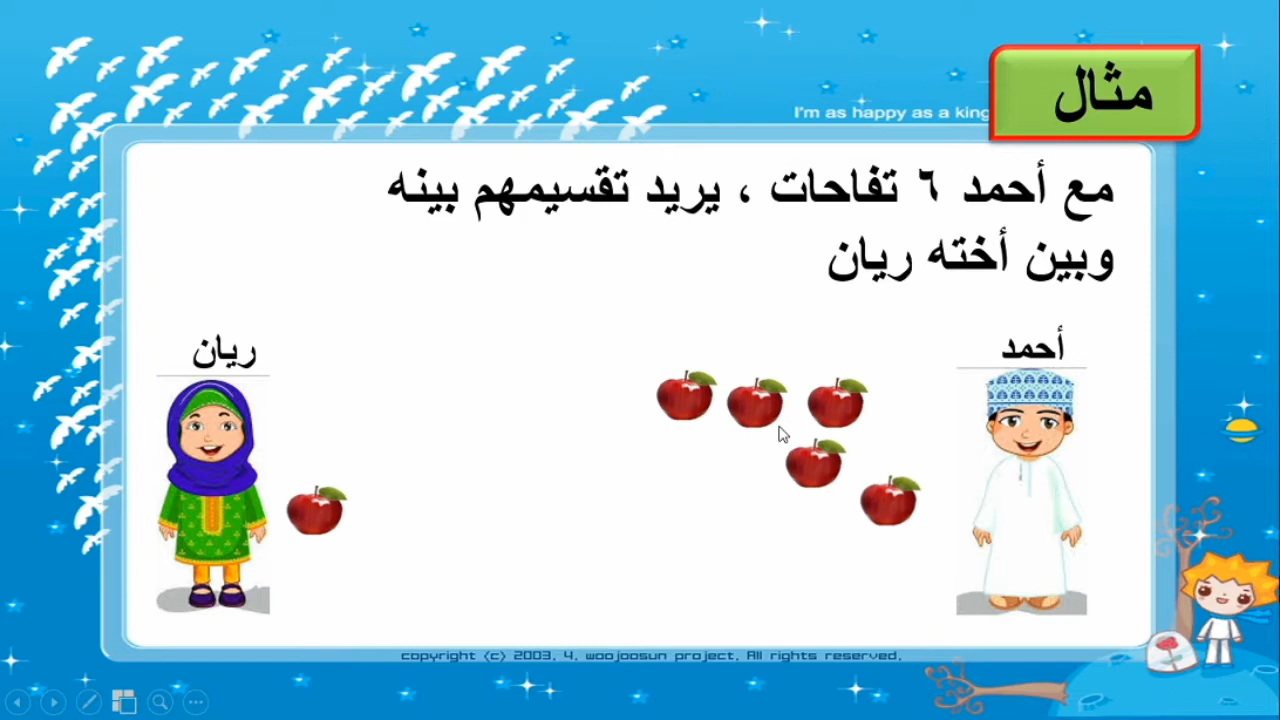 مثال
I'm as happy as a king
مع أحمد ٦ تفاحات ، يريد تقسيمهم بينه
وبين أخته ريان
أحمد
ريان
copyright (c) 2003, 4, woojoosun project, All rights reserved,